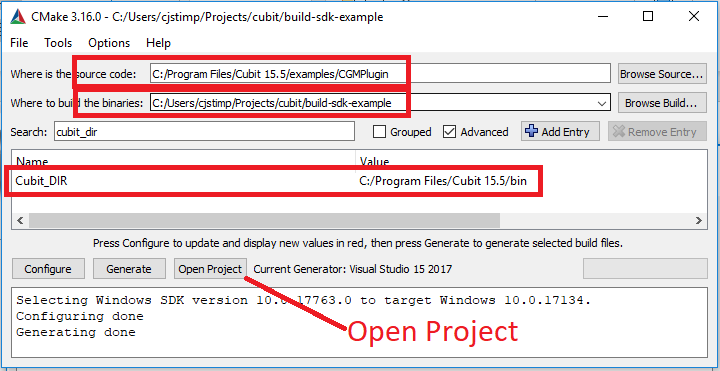 CMake 3.16.0 - C:/Users/cjstimp/Projects/cubit/build-sdk-example
File Tools Options Help
Where is the source code: C:/Program Files/Cubit 15.5/examples/CGMPlugin Browse Source...
Where to build the binaries: C:/Users/cjstimp/Projects/cubit/build-sdk-example Browse Build...
Search: cubit_dir Grouped Advanced Add Entry Remove Entry
Name Value
Cubit_DIR C:/Program Files/Cubit 15.5/bin
Press Configure to update and display new values in red, then press Generate to generate selected build files.
Configure Generate Open Project Current Generator: Visual Studio 15 2017
Selecting Windows SDK version 10.0.17763.0 to target Windows 10.0.17134.
Configuring done
Generating done
Open Project